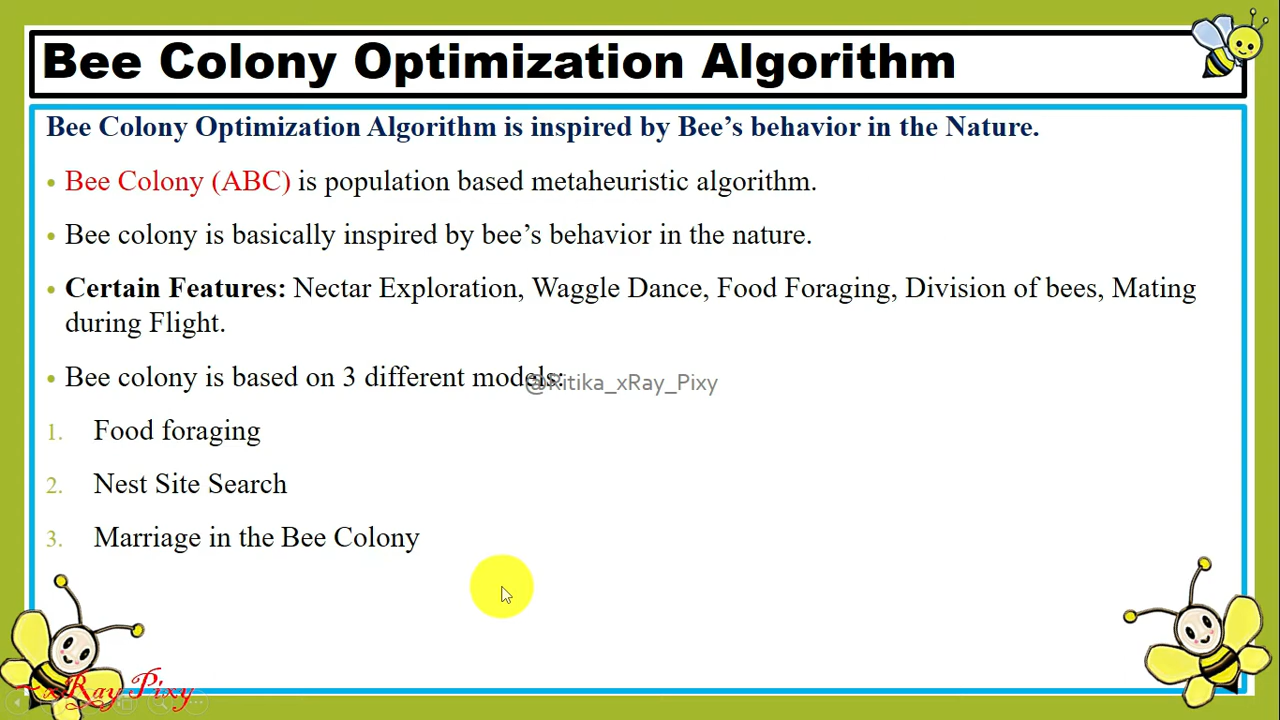 Bee Colony Optimization Algorithm
Bee Colony Optimization Algorithm is inspired by Bee’s behavior in the Nature.
• Bee Colony (ABC) is population based metaheuristic algorithm.
• Bee colony is basically inspired by bee’s behavior in the nature.
• Certain Features: Nectar Exploration, Waggle Dance, Food Foraging, Division of bees, Mating
during Flight.
• Bee colony is based on 3 different models:
@Ritika_xRay_Pixy
1. Food foraging
2. Nest Site Search
3. Marriage in the Bee Colony
~xRay Pixy